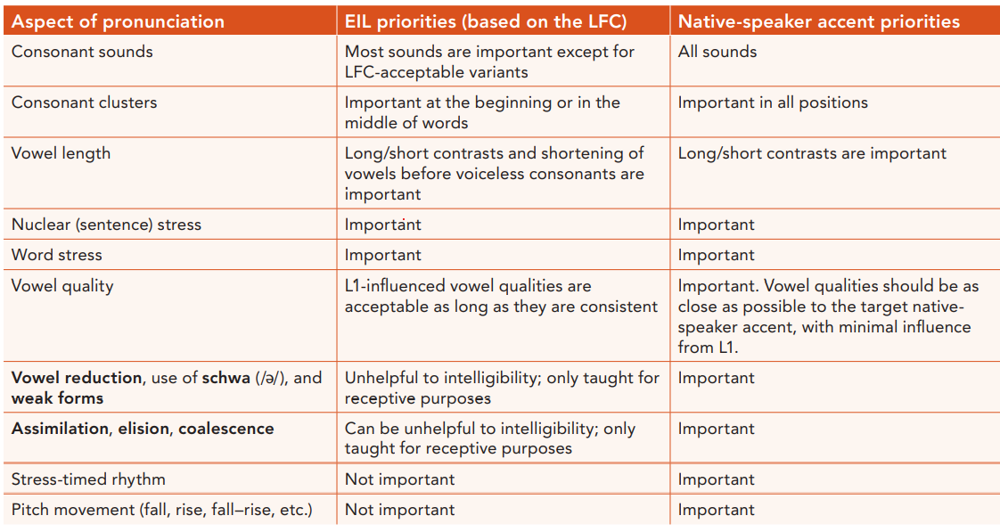 Aspect of pronunciation EIL priorities (based on the LFC) Native-speaker accent priorities
Consonant sounds Most sounds are important except for All sounds
LFC-acceptable variants
Consonant clusters Important at the beginning or in the Important in all positions
middle of words
Vowel length Long/short contrasts and shortening of Long/short contrasts are important
vowels before voiceless consonants are
important
Nuclear (sentence) stress Important Important
Word stress Important Important
Vowel quality L1-influenced vowel qualities are Important. Vowel qualities should be as
acceptable as long as they are consistent close as possible to the target native-
speaker accent, with minimal influence
from L1.
Vowel reduction, use of schwa (/ə/), and Unhelpful to intelligibility; only taught for Important
weak forms receptive purposes
Assimilation, elision, coalescence Can be unhelpful to intelligibility; only Important
taught for receptive purposes
Stress-timed rhythm Not important Important
Pitch movement (fall, rise, fall–rise, etc.) Not important Important